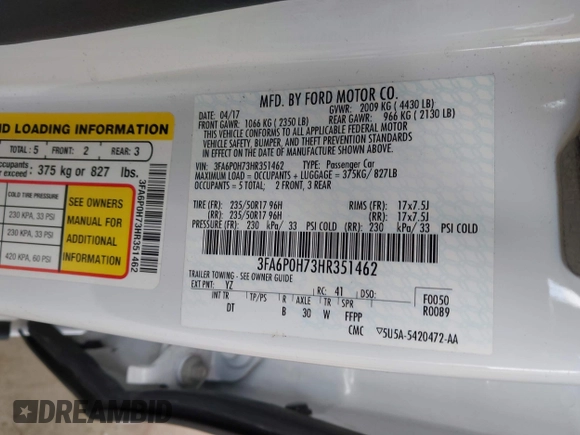 MFD. BY FORD MOTOR CO.
DATE: 04/17 GVWR: 2009 KG ( 4430 LB)
FRONT GAWR: 1066 KG ( 2350 LB) REAR GAWR: 966 KG ( 2130 LB)
THIS VEHICLE CONFORMS TO ALL APPLICABLE FEDERAL MOTOR
VEHICLE SAFETY, BUMPER, AND THEFT PREVENTION STANDARDS
IN EFFECT ON THE DATE OF MANUFACTURE SHOWN ABOVE.
VIN: 3FA6P0H73HR351462 TYPE: Passenger Car
MAXIMUM LOAD = OCCUPANTS + LUGGAGE = 375KG/ 827LB
OCCUPANTS = 5 TOTAL; 2 FRONT, 3 REAR
TIRE (FR): 235/50R17 96H RIMS (FR): 17x7.5J
(RR): 235/50R17 96H (RR): 17x7.5J
PRESSURE (FR): 230 kPa/ 33 PSI COLD (RR): 230 kPa/ 33 PSI COLD
3FA6P0H73HR351462
TRAILER TOWING - SEE OWNER GUIDE
EXT PNT: YZ RC: 41 DSO:
INT TR TP/PS R AXLE TR SPR
DT B 30 W FFPP
F0050
R0089
CMC 5U5A-5420472-AA
ND LOADING INFORMATION
TOTAL: 5 FRONT: 2 REAR: 3
occupants
exceed: 375 kg or 827 lbs.
COLD TIRE PRESSURE
230 KPA, 33 PSI
230 KPA, 33 PSI
420 KPA, 60 PSI
SEE OWNERS
MANUAL FOR
ADDITIONAL
INFORMATION
3FA6P0H73HR351462
DREAMBID